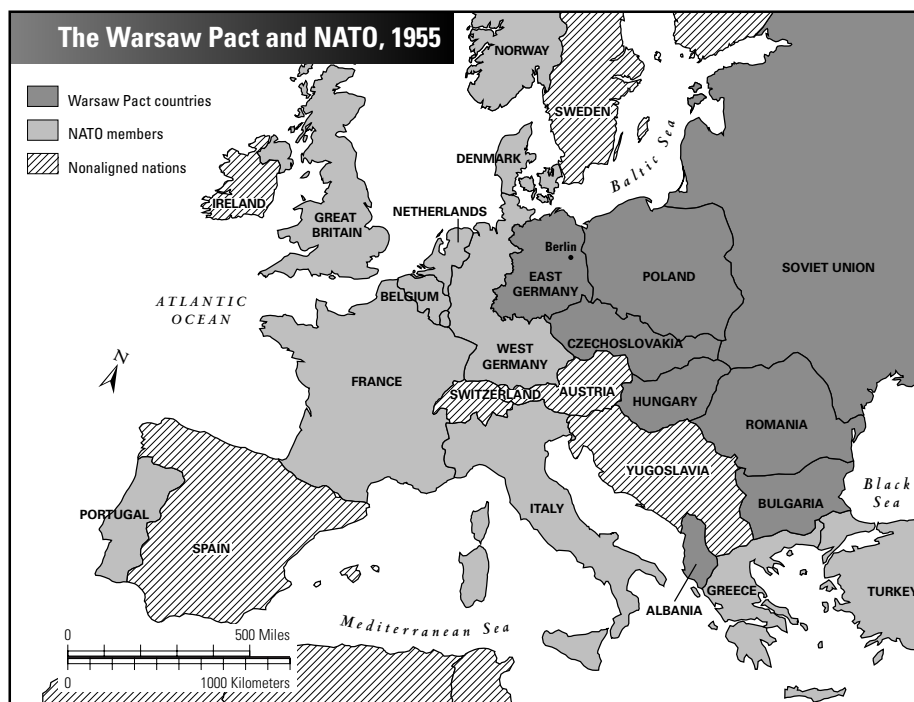 The Warsaw Pact and NATO, 1955
Warsaw Pact countries
NATO members
Nonaligned nations
NORWAY
SWEDEN
Baltic Sea
DENMARK
IRELAND
GREAT
BRITAIN
NETHERLANDS
Berlin
EAST
GERMANY
POLAND
SOVIET UNION
ATLANTIC
OCEAN
BELGIUM
N
WEST
GERMANY
CZECHOSLOVAKIA
FRANCE
SWITZERLAND
AUSTRIA
HUNGARY
ROMANIA
YUGOSLAVIA
Black
Sea
BULGARIA
PORTUGAL
SPAIN
ITALY
ALBANIA
GREECE
TURKEY
Mediterranean Sea
0 500 Miles
0 1000 Kilometers